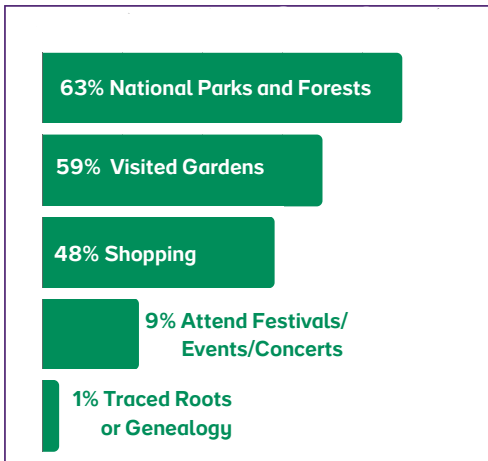 63% National Parks and Forests
59% Visited Gardens
48% Shopping
9% Attend Festivals/
Events/Concerts
1% Traced Roots
or Genealogy